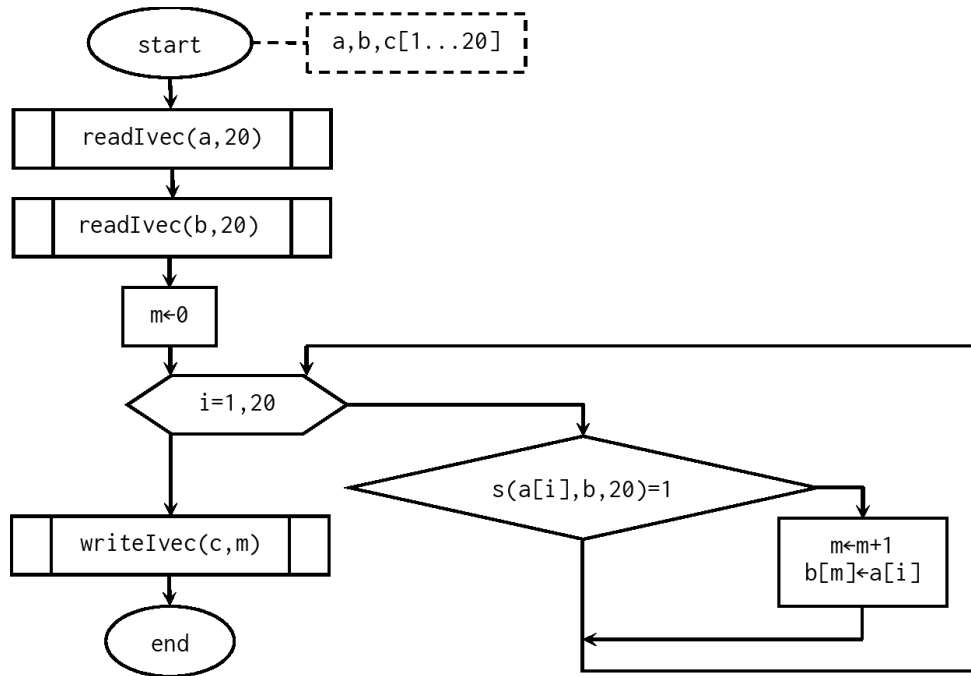 start
a,b,c[1...20]
readIvec(a,20)
readIvec(b,20)
m←0
i=1,20
s(a[i],b,20)=1
m←m+1
b[m]←a[i]
writeIvec(c,m)
end